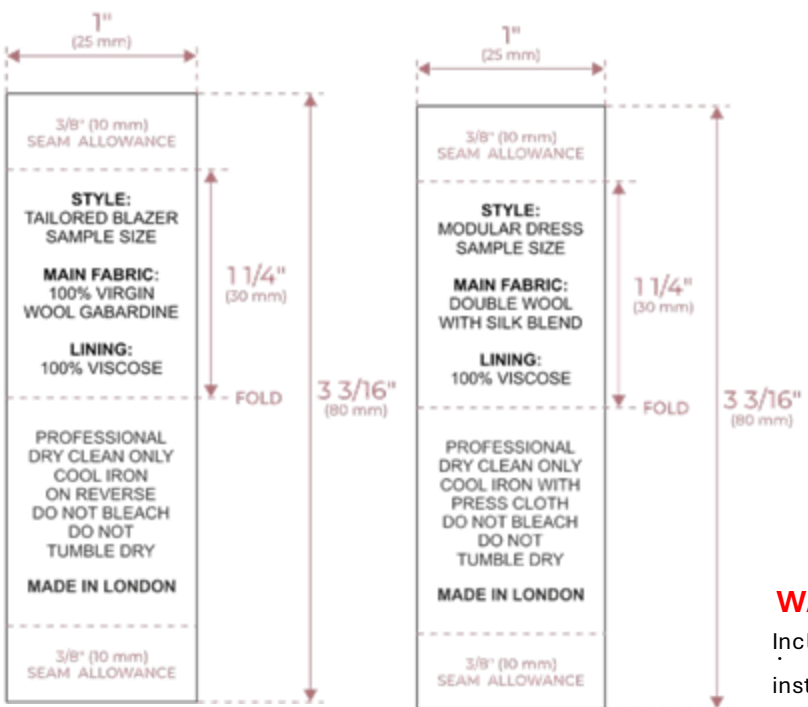 1"
(25 mm)
3/8" (10 mm)
SEAM ALLOWANCE
STYLE:
TAILORED BLAZER
SAMPLE SIZE
MAIN FABRIC:
100% VIRGIN
WOOL GABARDINE
LINING:
100% VISCOSE
1 1/4"
(30 mm)
FOLD
3 3/16"
(80 mm)
PROFESSIONAL
DRY CLEAN ONLY
COOL IRON
ON REVERSE
DO NOT BLEACH
DO NOT
TUMBLE DRY
MADE IN LONDON
3/8" (10 mm)
SEAM ALLOWANCE
1"
(25 mm)
3/8" (10 mm)
SEAM ALLOWANCE
STYLE:
MODULAR DRESS
SAMPLE SIZE
MAIN FABRIC:
DOUBLE WOOL
WITH SILK BLEND
LINING:
100% VISCOSE
1 1/4"
(30 mm)
FOLD
3 3/16"
(80 mm)
PROFESSIONAL
DRY CLEAN ONLY
COOL IRON WITH
PRESS CLOTH
DO NOT BLEACH
DO NOT
TUMBLE DRY
MADE IN LONDON
3/8" (10 mm)
SEAM ALLOWANCE